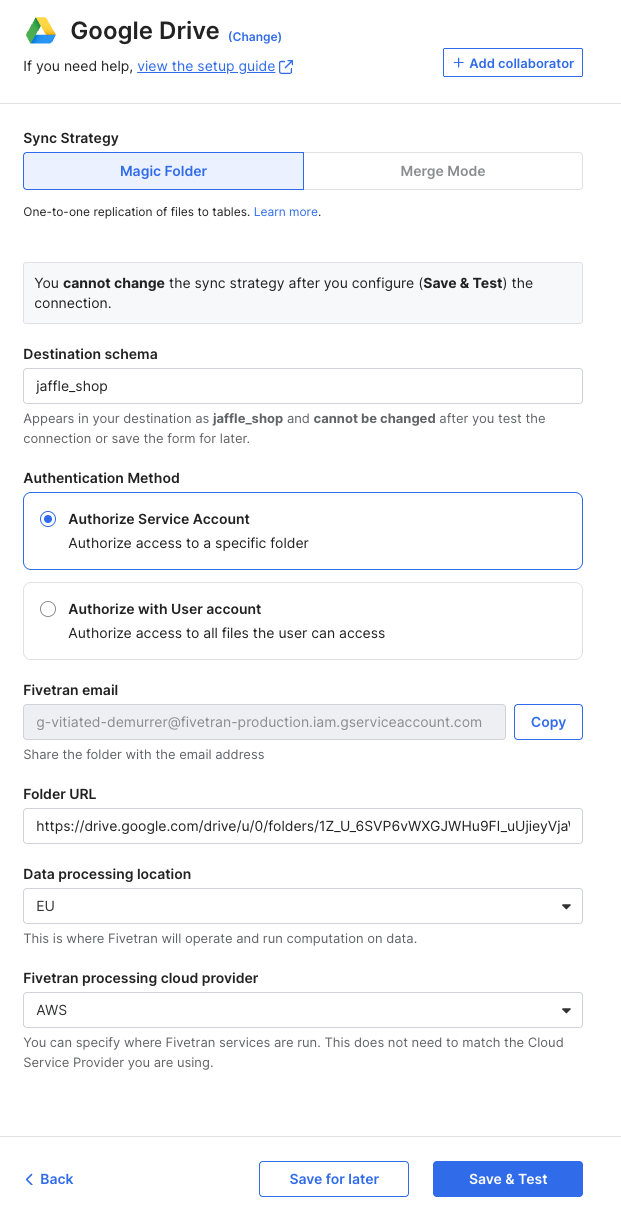 Google Drive (Change)
If you need help, view the setup guide
+ Add collaborator
Sync Strategy
Magic Folder
Merge Mode
One-to-one replication of files to tables. Learn more.
You cannot change the sync strategy after you configure (Save & Test) the
connection.
Destination schema
jaffle_shop
Appears in your destination as jaffle_shop and cannot be changed after you test the
connection or save the form for later.
Authentication Method
Authorize Service Account
Authorize access to a specific folder
Authorize with User account
Authorize access to all files the user can access
Fivetran email
g-vitiated-demurrer@fivetran-production.iam.gserviceaccount.com
Copy
Share the folder with the email address
Folder URL
https://drive.google.com/drive/u/0/folders/1Z_U_6SVP6vWXGJWHu9FI_uUjieyVja
Data processing location
EU
This is where Fivetran will operate and run computation on data.
Fivetran processing cloud provider
AWS
You can specify where Fivetran services are run. This does not need to match the Cloud
Service Provider you are using.
Back
Save for later
Save & Test